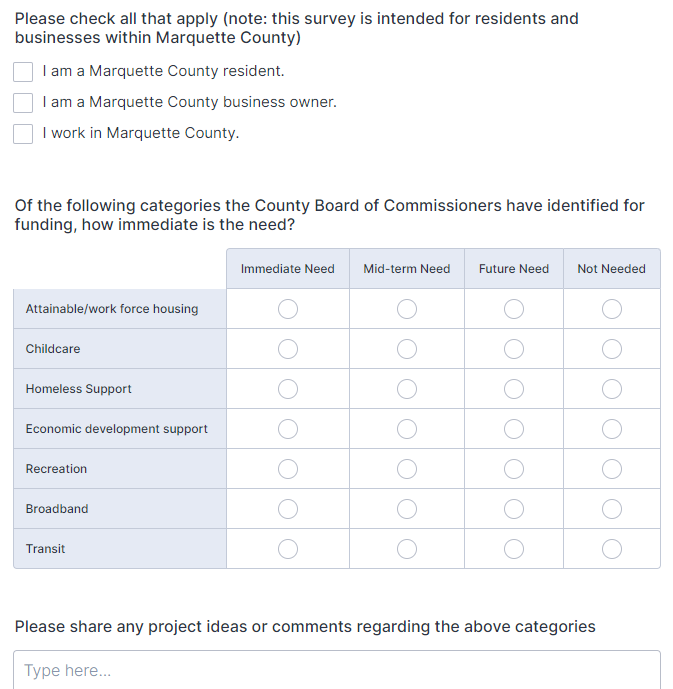 Please check all that apply (note: this survey is intended for residents and
businesses within Marquette County)
I am a Marquette County resident.
I am a Marquette County business owner.
I work in Marquette County.
Of the following categories the County Board of Commissioners have identified for
funding, how immediate is the need?
Immediate Need Mid-term Need Future Need Not Needed
Attainable/work force housing
Childcare
Homeless Support
Economic development support
Recreation
Broadband
Transit
Please share any project ideas or comments regarding the above categories
Type here...